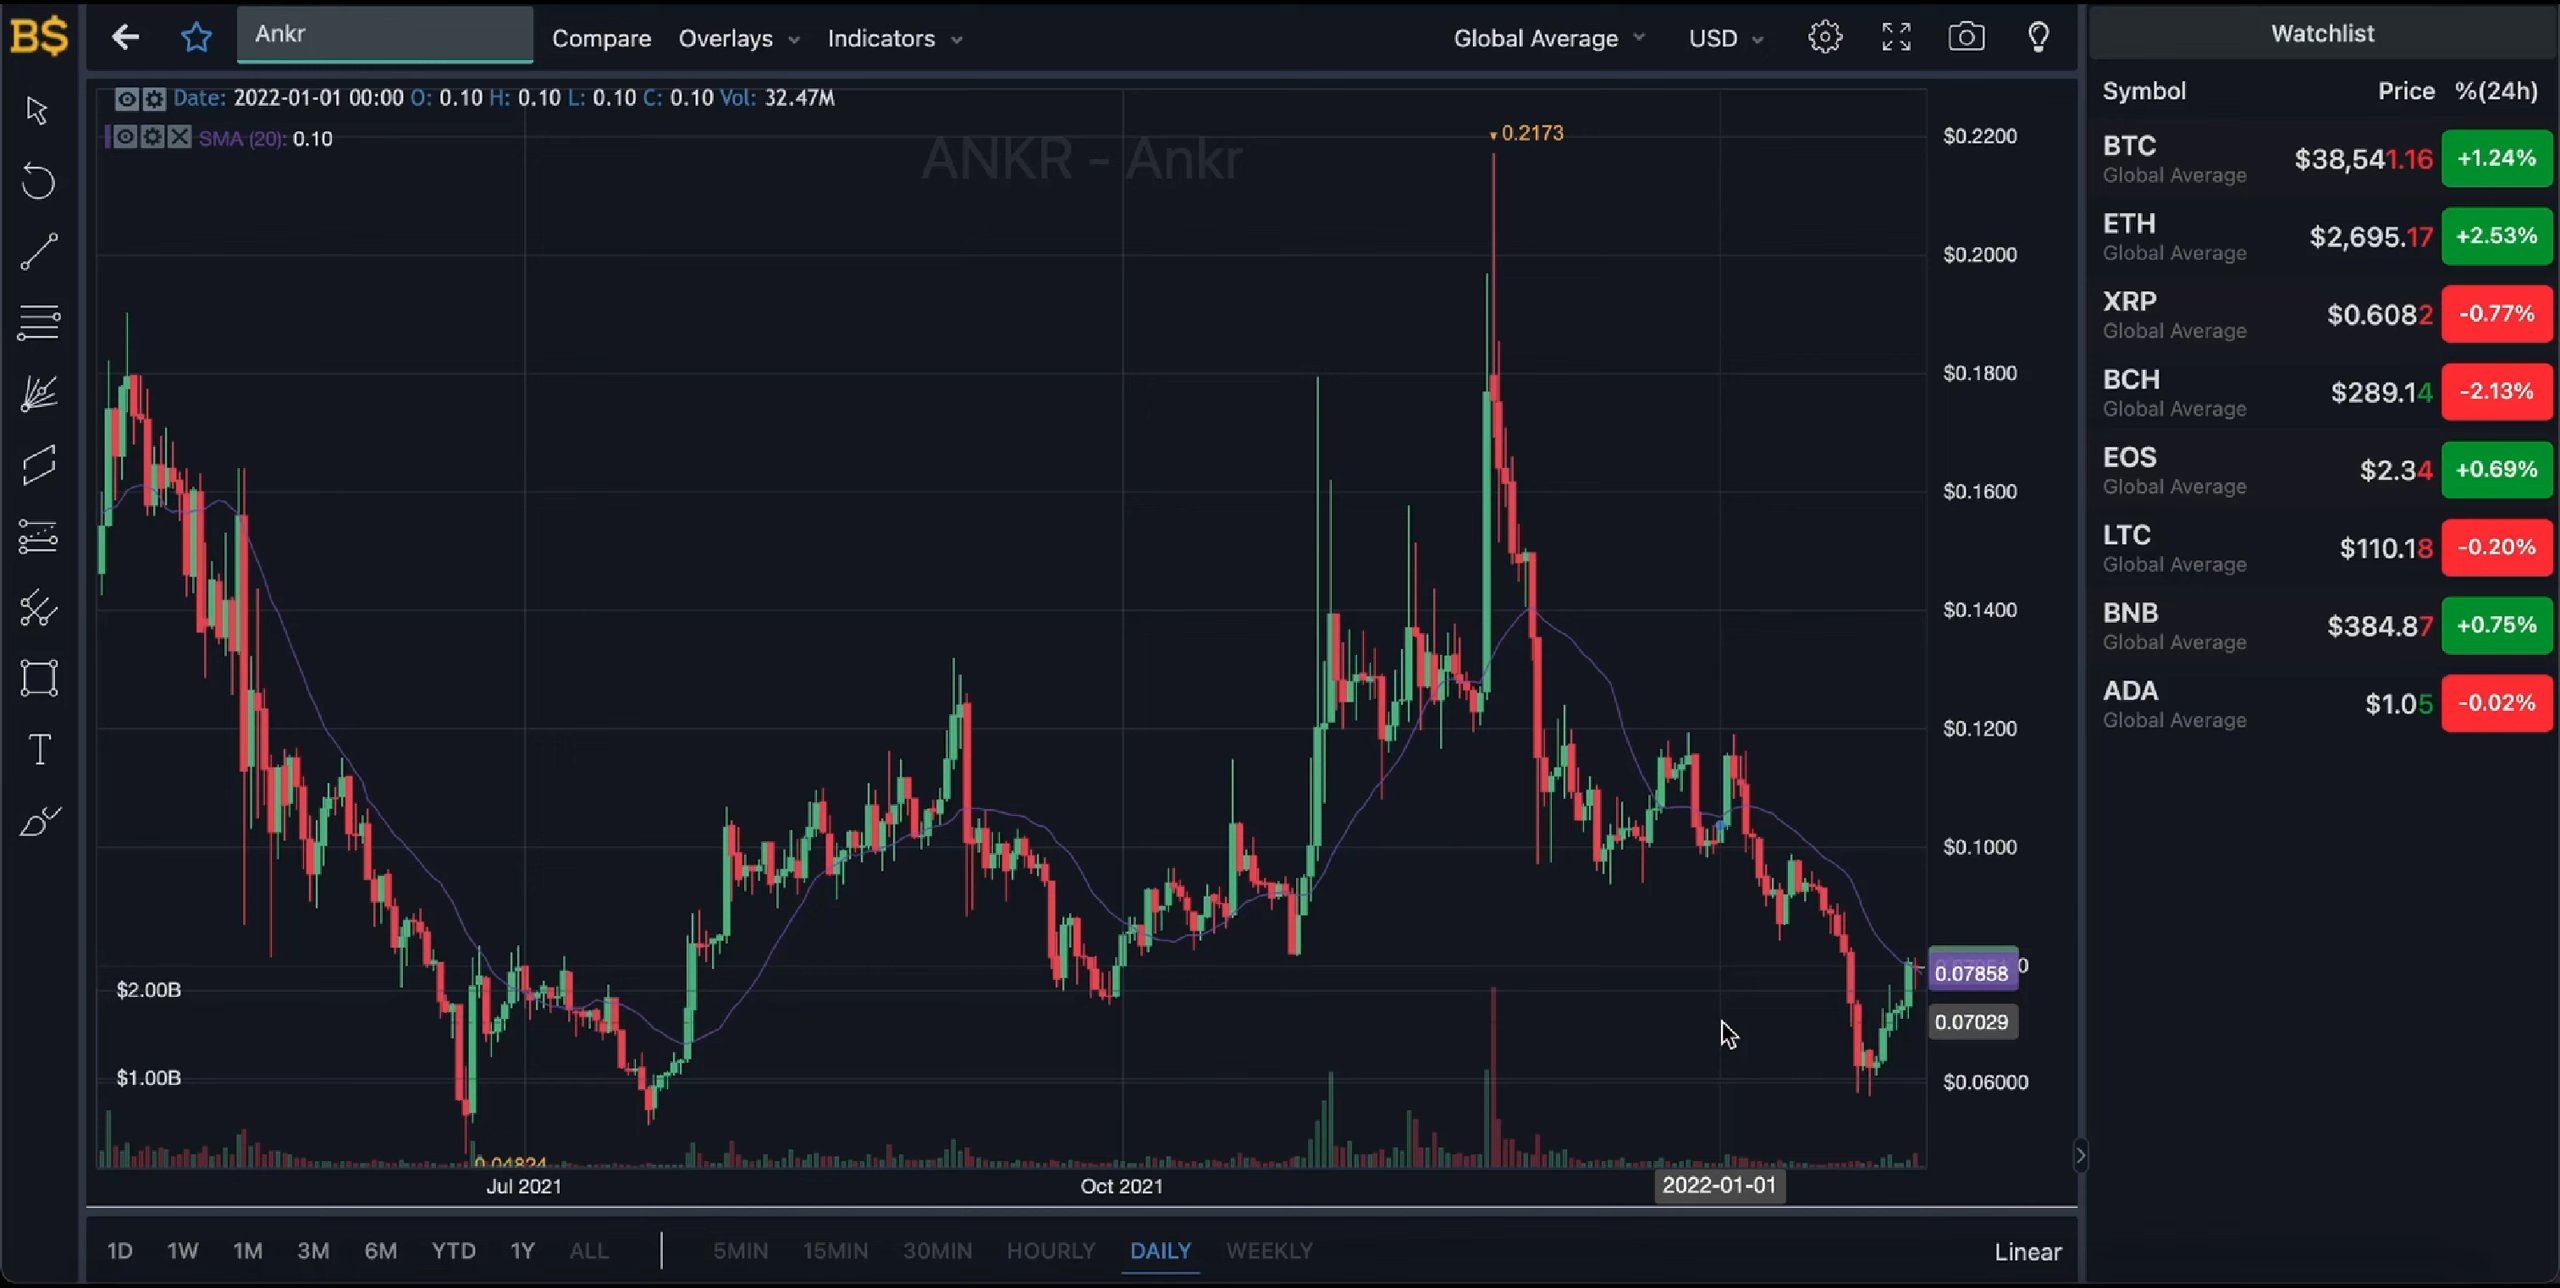 B$
Ankr
Compare
Overlays
Indicators
Global Average
USD
Date: 2022-01-01 00:00 O: 0.10 H: 0.10 L: 0.10 C: 0.10 Vol: 32.47M
SMA (20): 0.10
ANKR - Ankr
0.2173
$0.2200
$0.2000
$0.1800
$0.1600
$0.1400
$0.1200
$0.1000
0.07858
0
0.07029
$0.06000
$2.00B
$1.00B
0.04824
Jul 2021
Oct 2021
2022-01-01
1D 1W 1M 3M 6M YTD 1Y ALL
5MIN 15MIN 30MIN HOURLY DAILY WEEKLY
Linear
Watchlist
Symbol Price %(24h)
BTC $38,541.16 +1.24%
Global Average
ETH $2,695.17 +2.53%
Global Average
XRP $0.6082 -0.77%
Global Average
BCH $289.14 -2.13%
Global Average
EOS $2.34 +0.69%
Global Average
LTC $110.18 -0.20%
Global Average
BNB $384.87 +0.75%
Global Average
ADA $1.05 -0.02%
Global Average